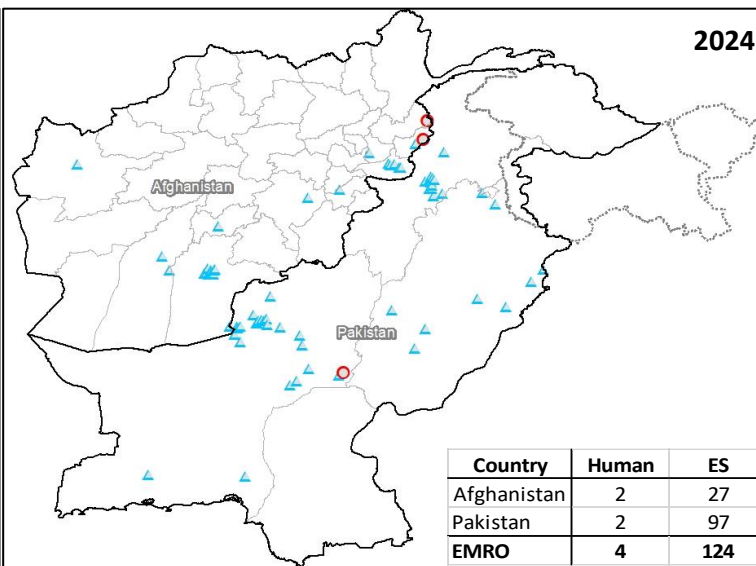 2024
Afghanistan
Pakistan
Country Human ES
Afghanistan 2 27
Pakistan 2 97
EMRO 4 124